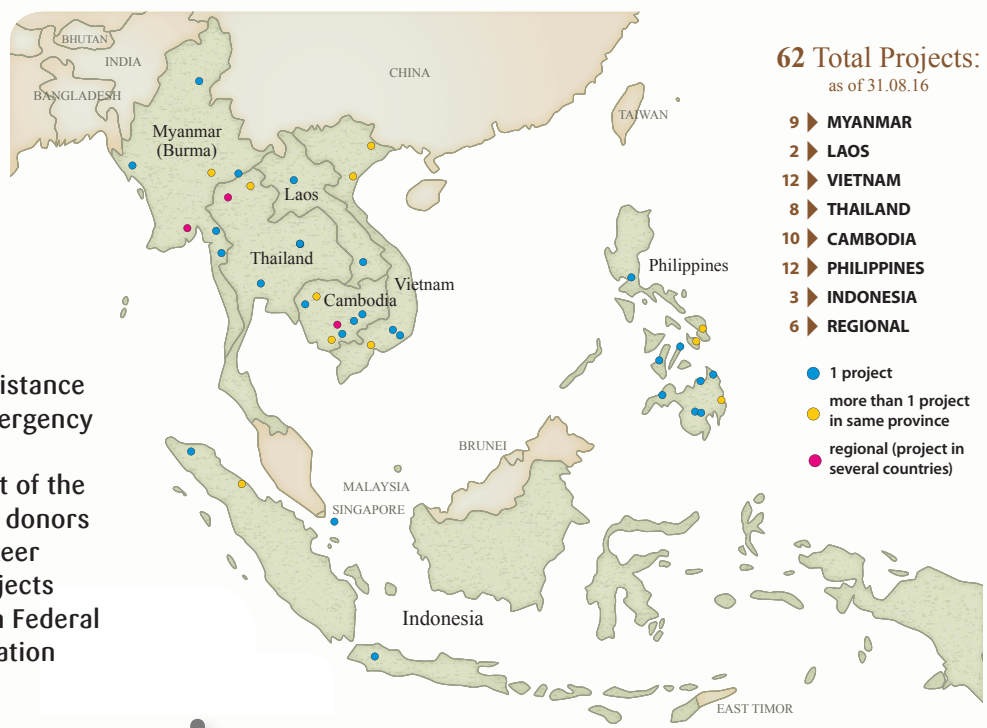 BHUTAN
INDIA
CHINA
BANGLADESH
TAIWAN
Myanmar
(Burma)
Laos
Thailand
Vietnam
Cambodia
Philippines
BRUNEI
MALAYSIA
SINGAPORE
Indonesia
EAST TIMOR
62 Total Projects:
as of 31.08.16
9 MYANMAR
2 LAOS
12 VIETNAM
8 THAILAND
10 CAMBODIA
12 PHILIPPINES
3 INDONESIA
6 REGIONAL
1 project
more than 1 project
in same province
regional (project in
several countries)
istance
ergency
t of the
donors
eer
jects
Federal
ation